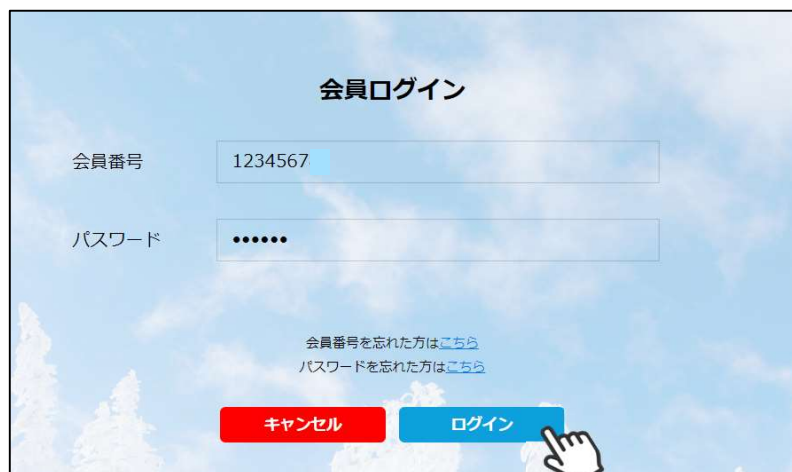 会員ログイン
会員番号 1234567
パスワード ••••••
会員番号を忘れた方はこちら
パスワードを忘れた方はこちら
キャンセル ログイン